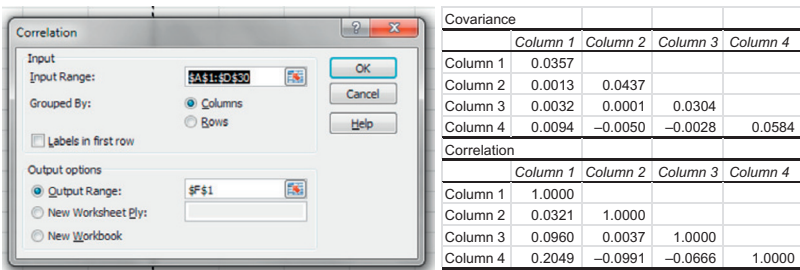 Correlation
Input
Input Range: $A$1:$D$30
Grouped By: Columns
Rows
Labels in first row
Output options
Output Range: $F$1
New Worksheet Ply:
New Workbook
OK
Cancel
Help
Covariance
Column 1 Column 2 Column 3 Column 4
Column 1 0.0357
Column 2 0.0013 0.0437
Column 3 0.0032 0.0001 0.0304
Column 4 0.0094 –0.0050 –0.0028 0.0584
Correlation
Column 1 Column 2 Column 3 Column 4
Column 1 1.0000
Column 2 0.0321 1.0000
Column 3 0.0960 0.0037 1.0000
Column 4 0.2049 –0.0991 –0.0666 1.0000